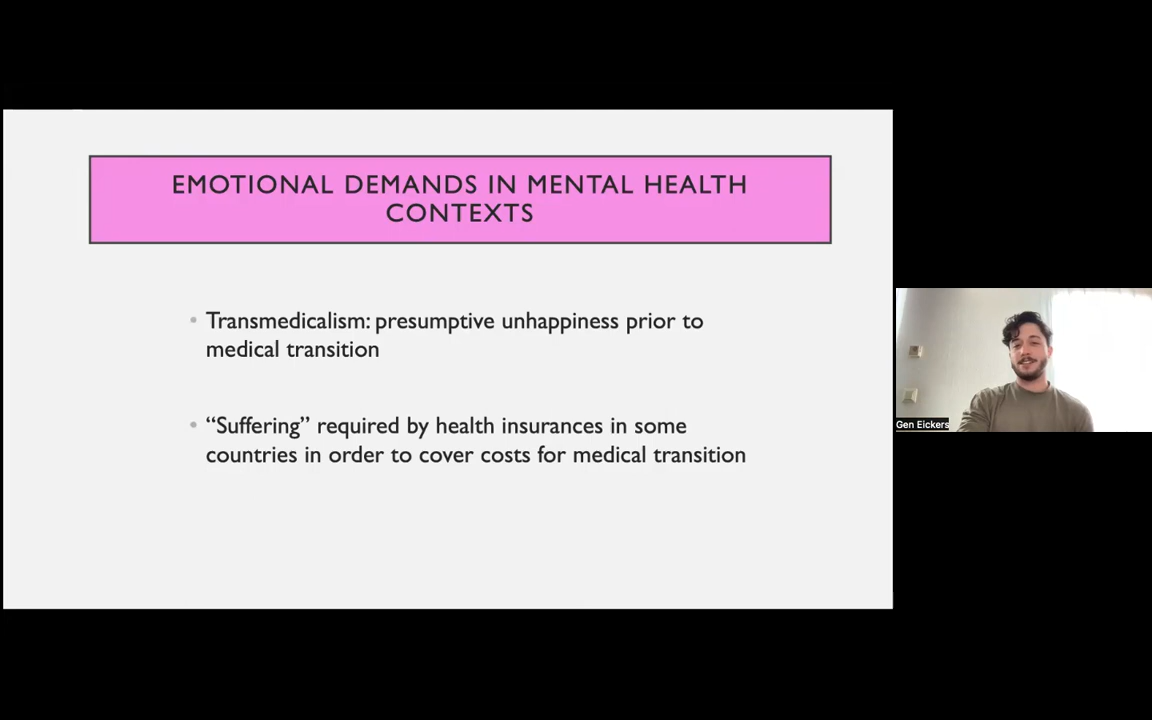 EMOTIONAL DEMANDS IN MENTAL HEALTH
CONTEXTS
• Transmedicalism: presumptive unhappiness prior to
medical transition
• “Suffering” required by health insurances in some
countries in order to cover costs for medical transition
Gen Eickers